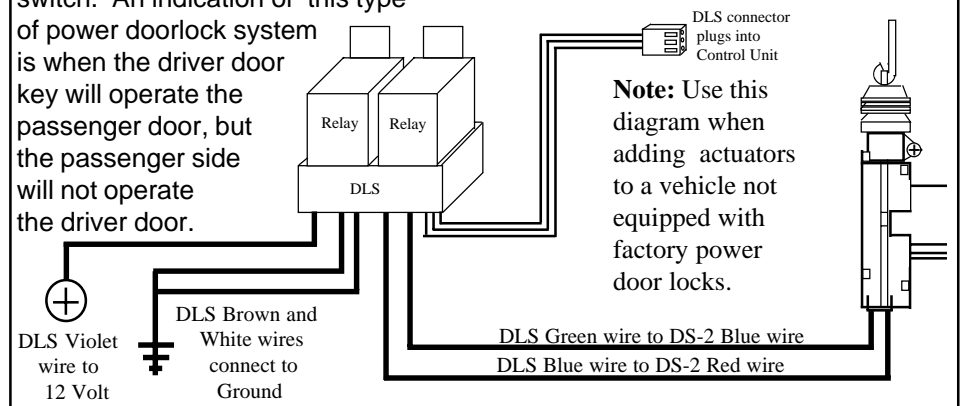 switch. An indication of this type
of power doorlock system
is when the driver door
key will operate the
passenger door, but
the passenger side
will not operate
the driver door.
Relay
Relay
DLS
DLS connector
plugs into
Control Unit
Note: Use this
diagram when
adding actuators
to a vehicle not
equipped with
factory power
door locks.
DLS Violet
wire to
12 Volt
DLS Brown and
White wires
connect to
Ground
DLS Green wire to DS-2 Blue wire
DLS Blue wire to DS-2 Red wire